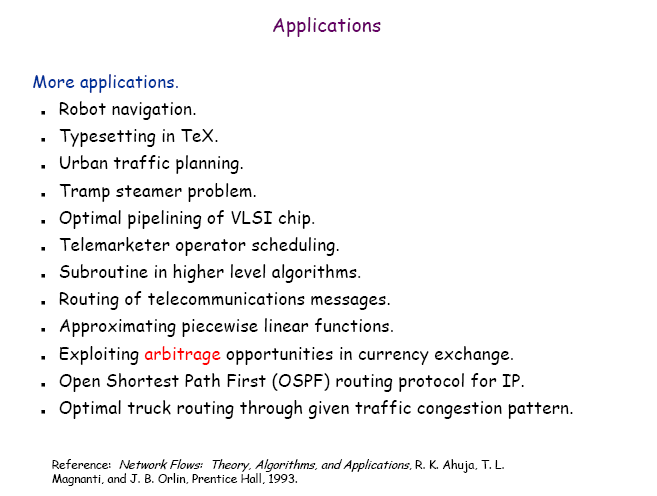 Applications
More applications.
Robot navigation.
Typesetting in TeX.
Urban traffic planning.
Tramp steamer problem.
Optimal pipelining of VLSI chip.
Telemarketer operator scheduling.
Subroutine in higher level algorithms.
Routing of telecommunications messages.
Approximating piecewise linear functions.
Exploiting arbitrage opportunities in currency exchange.
Open Shortest Path First (OSPF) routing protocol for IP.
Optimal truck routing through given traffic congestion pattern.
Reference: Network Flows: Theory, Algorithms, and Applications, R. K. Ahuja, T. L.
Magnanti, and J. B. Orlin, Prentice Hall, 1993.